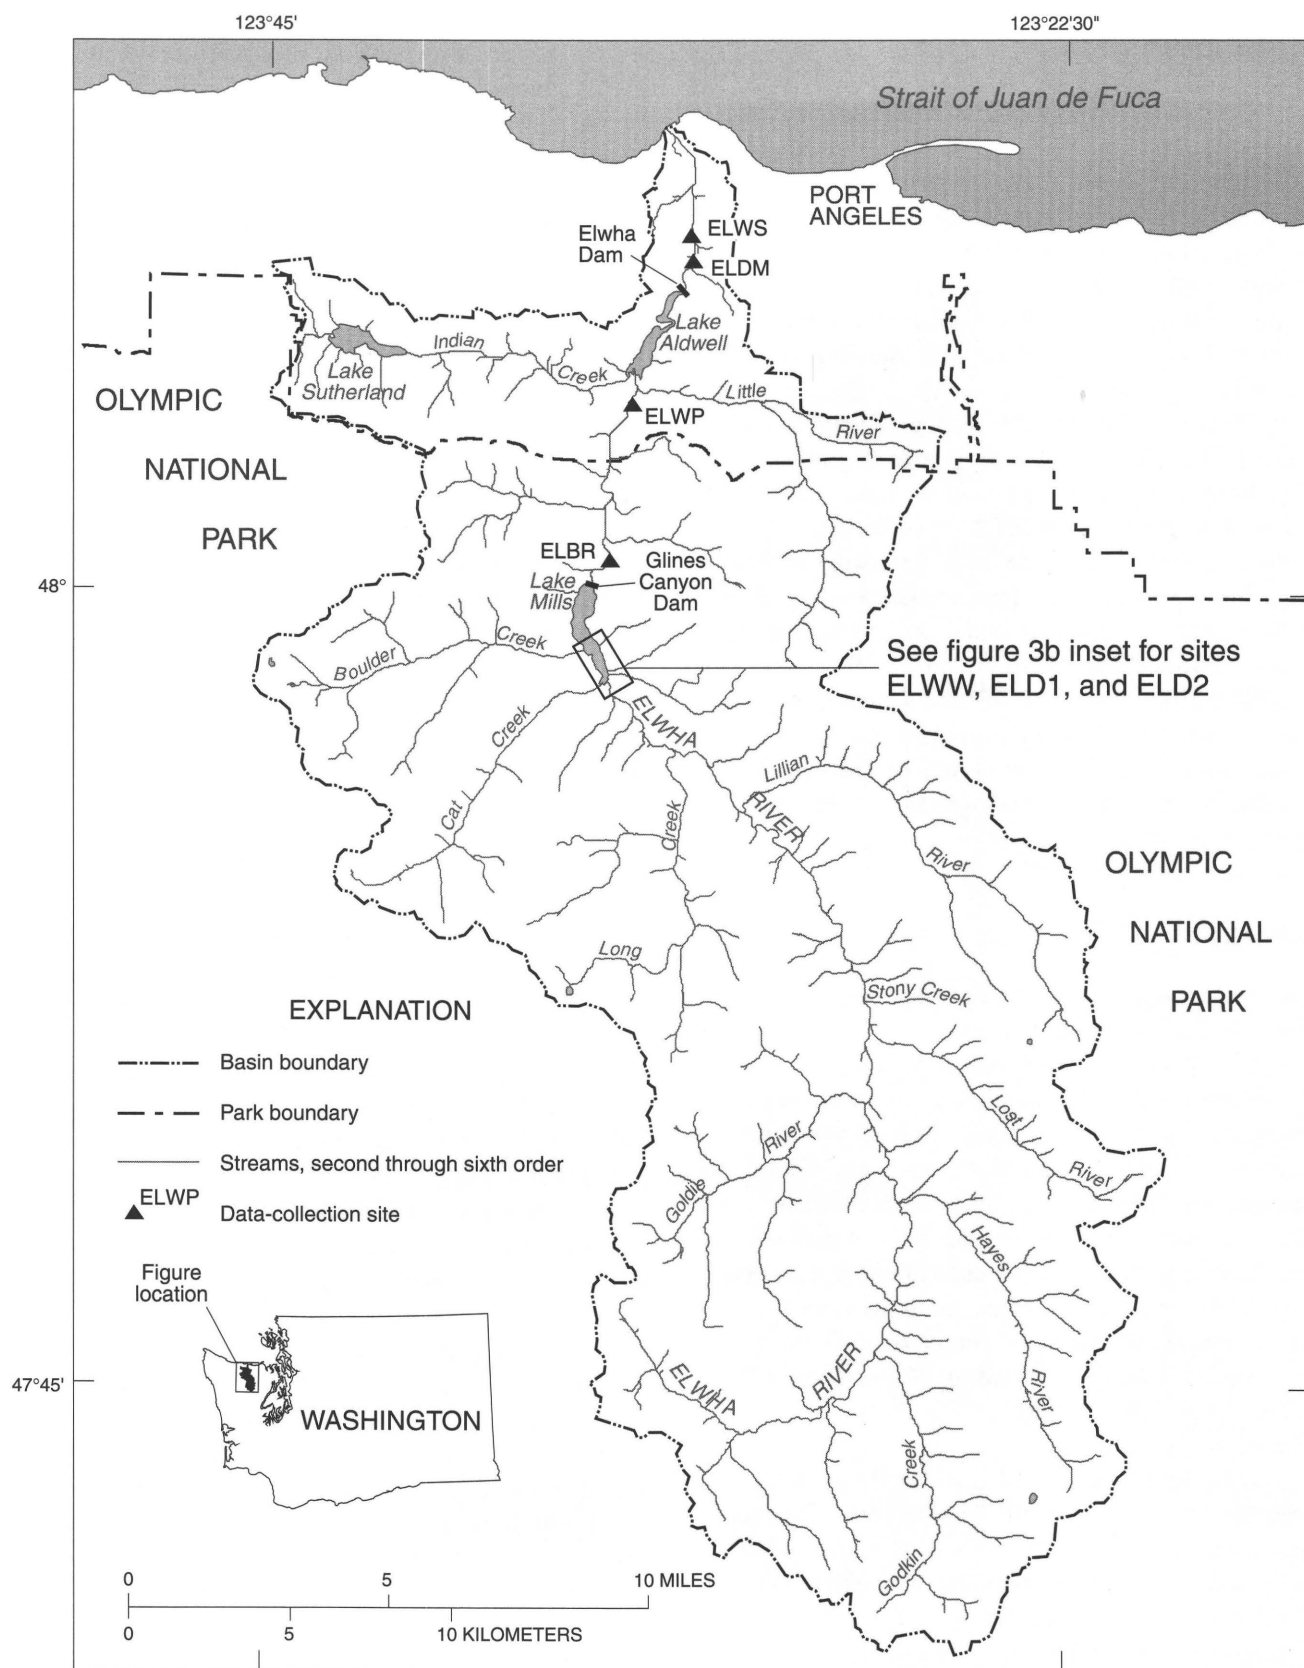 123°45'
123°22'30"
Strait of Juan de Fuca
PORT
ANGELES
Elwha
Dam
ELWS
ELDM
Lake
Aldwell
Indian
Creek
Lake
Sutherland
Little
River
ELWP
OLYMPIC
NATIONAL
PARK
ELBR
Glines
Canyon
Dam
48°
Lake
Mills
Creek
Boulder
See figure 3b inset for sites
ELWW, ELD1, and ELD2
ELWHA
Creek
Cat
Lillian
RIVER
Creek
River
OLYMPIC
NATIONAL
PARK
Long
Stony Creek
EXPLANATION
Basin boundary
Park boundary
Streams, second through sixth order
ELWP
Data-collection site
Lost
River
River
Goldie
Hayes
River
Figure
location
47°45'
WASHINGTON
ELWHA
RIVER
Creek
Godkin
0 5 10 MILES
0 5 10 KILOMETERS